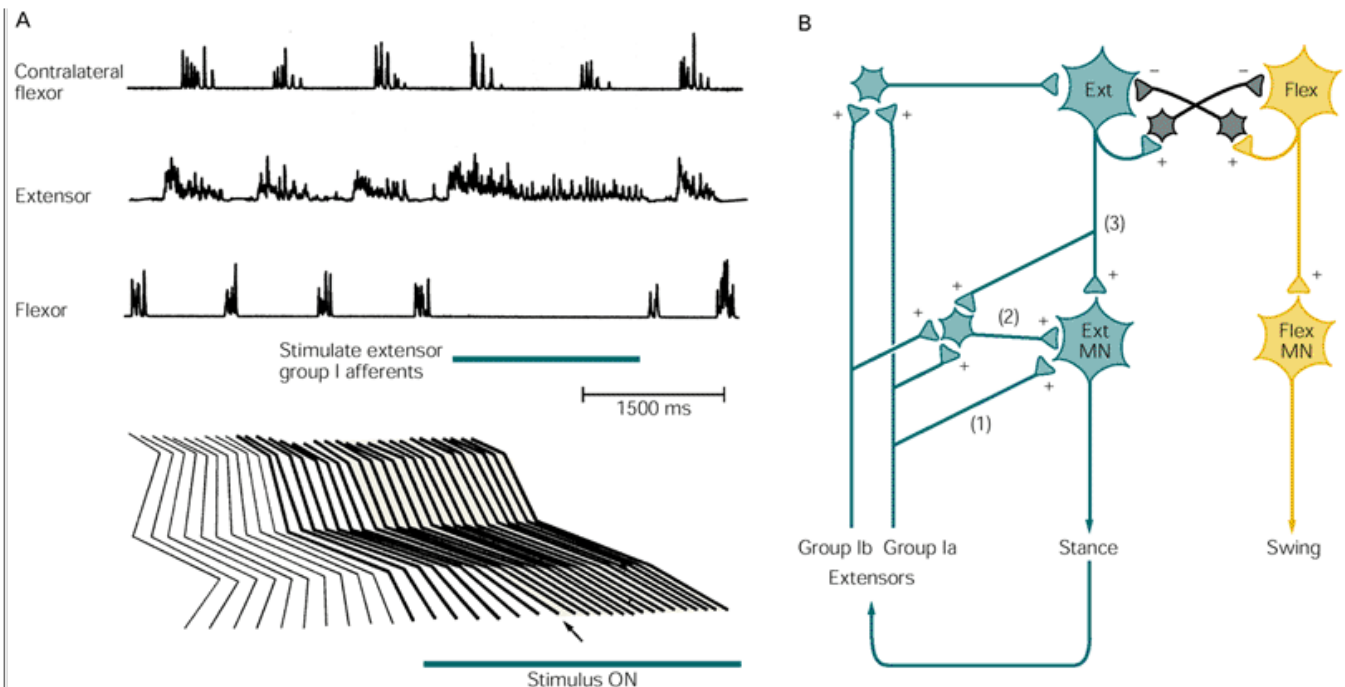 A
Contralateral
flexor
Extensor
Flexor
Stimulate extensor
group I afferents
1500 ms
Stimulus ON
B
Ext
Flex
− −
+ +
+ +
(3)
+ + +
+ (2) +
Ext
MN
Flex
MN
+ +
(1)
Group Ib Group Ia
Extensors
Stance
Swing